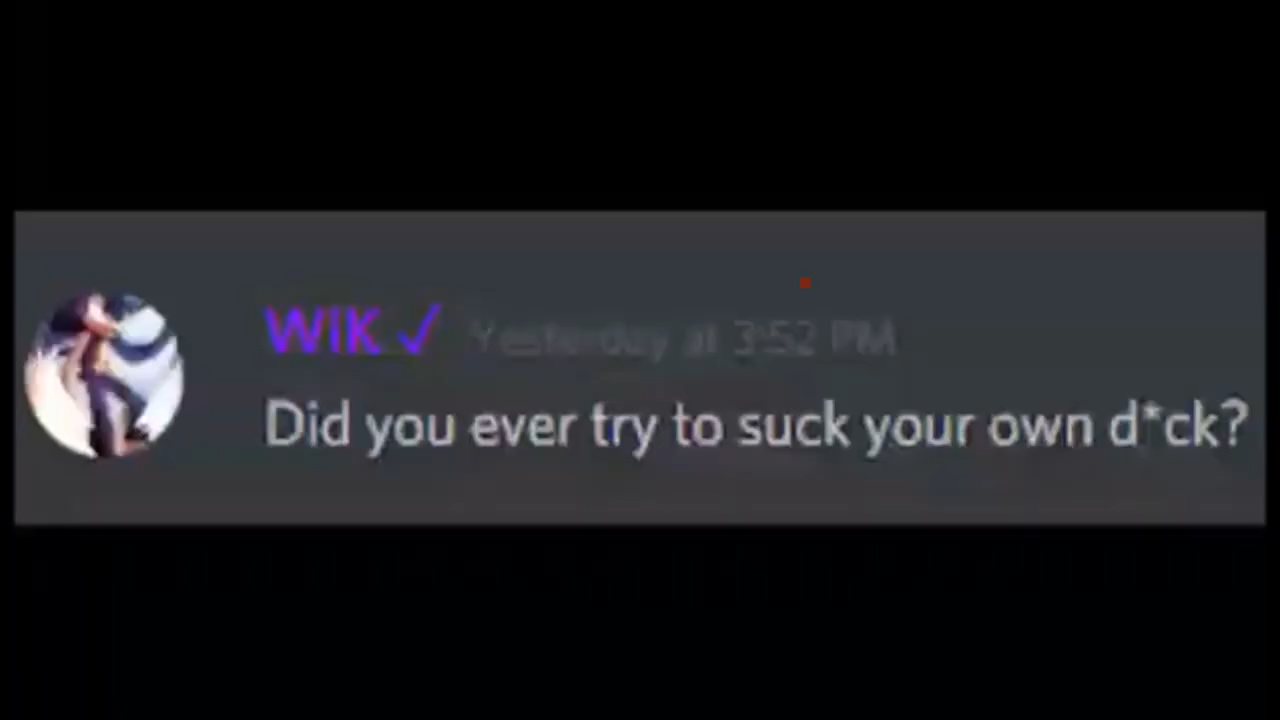 WIK ✓ Yesterday at 3:52 PM
Did you ever try to suck your own d*ck?